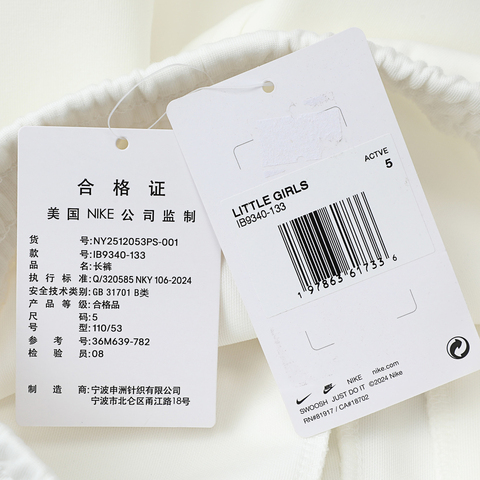 合格证
美国 NIKE 公司监制
货 号:NY2512053PS-001
款 号:IB9340-133
品 名:长裤
执行标准:Q/320585 NKY 106-2024
安全技术类别:GB 31701 B类
产品等级:合格品
尺 码:5
号 型:110/53
参 考 号:36M639-782
检 验 员:08
制 造 商:宁波申洲针织有限公司
宁波市北仑区甬江路18号
ACTVE
5
LITTLE GIRLS
IB9340-133
1 97863 61733 6
NIKE nike.com
SWOOSH JUST DO IT ©2024 Nike
RN#81917 / CA#18702